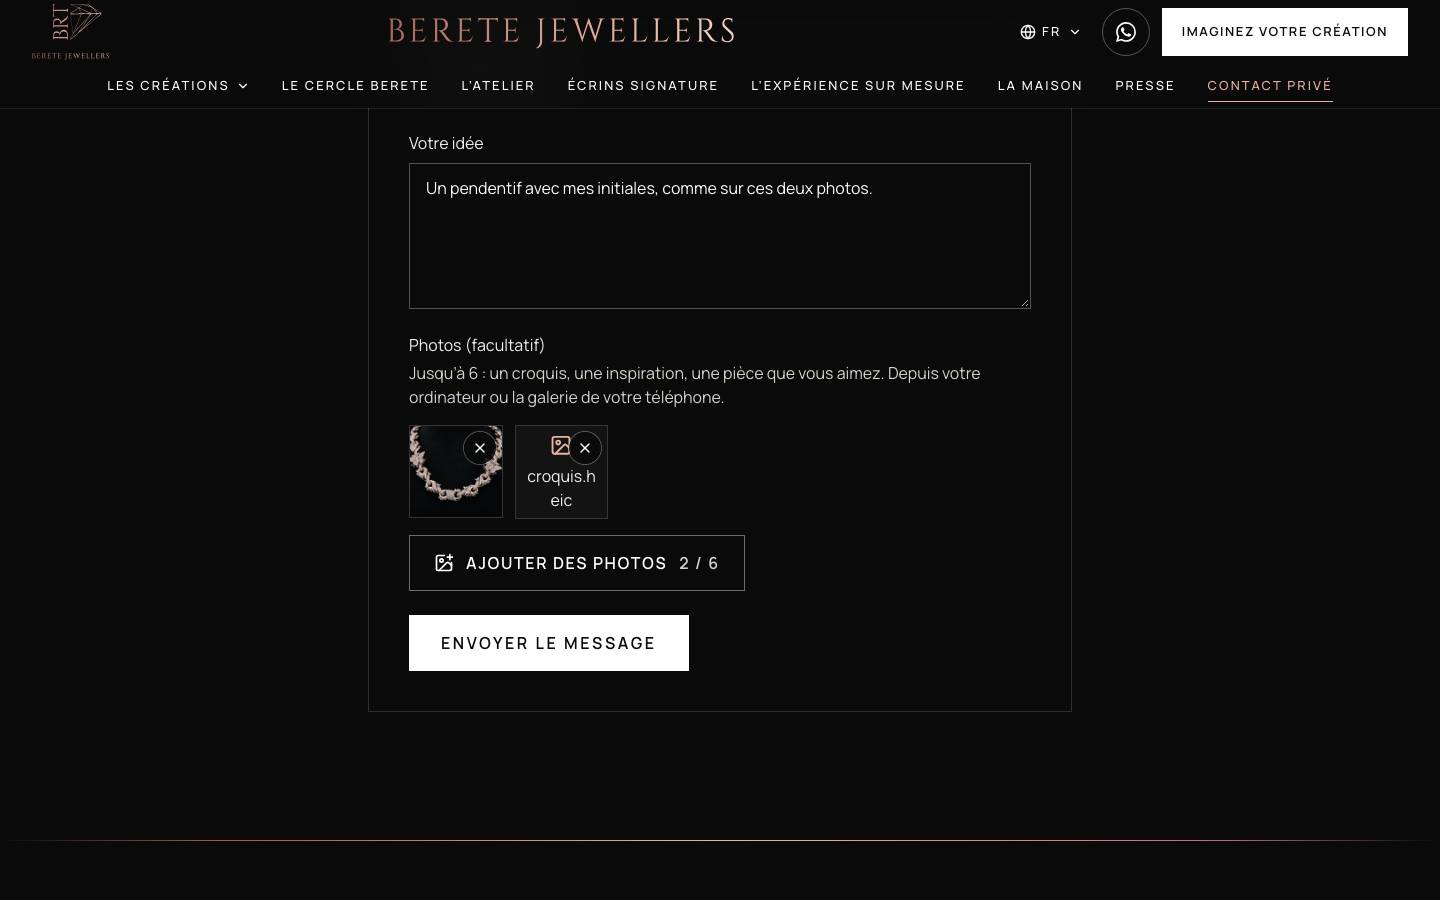 BRT
BERETE JEWELLERS
BERETE JEWELLERS
FR
IMAGINEZ VOTRE CRÉATION
LES CRÉATIONS
LE CERCLE BERETE
L'ATELIER
ÉCRINS SIGNATURE
L'EXPÉRIENCE SUR MESURE
LA MAISON
PRESSE
CONTACT PRIVÉ
Votre idée
Un pendentif avec mes initiales, comme sur ces deux photos.
Photos (facultatif)
Jusqu'à 6 : un croquis, une inspiration, une pièce que vous aimez. Depuis votre
ordinateur ou la galerie de votre téléphone.
croquis.h
eic
AJOUTER DES PHOTOS 2 / 6
ENVOYER LE MESSAGE